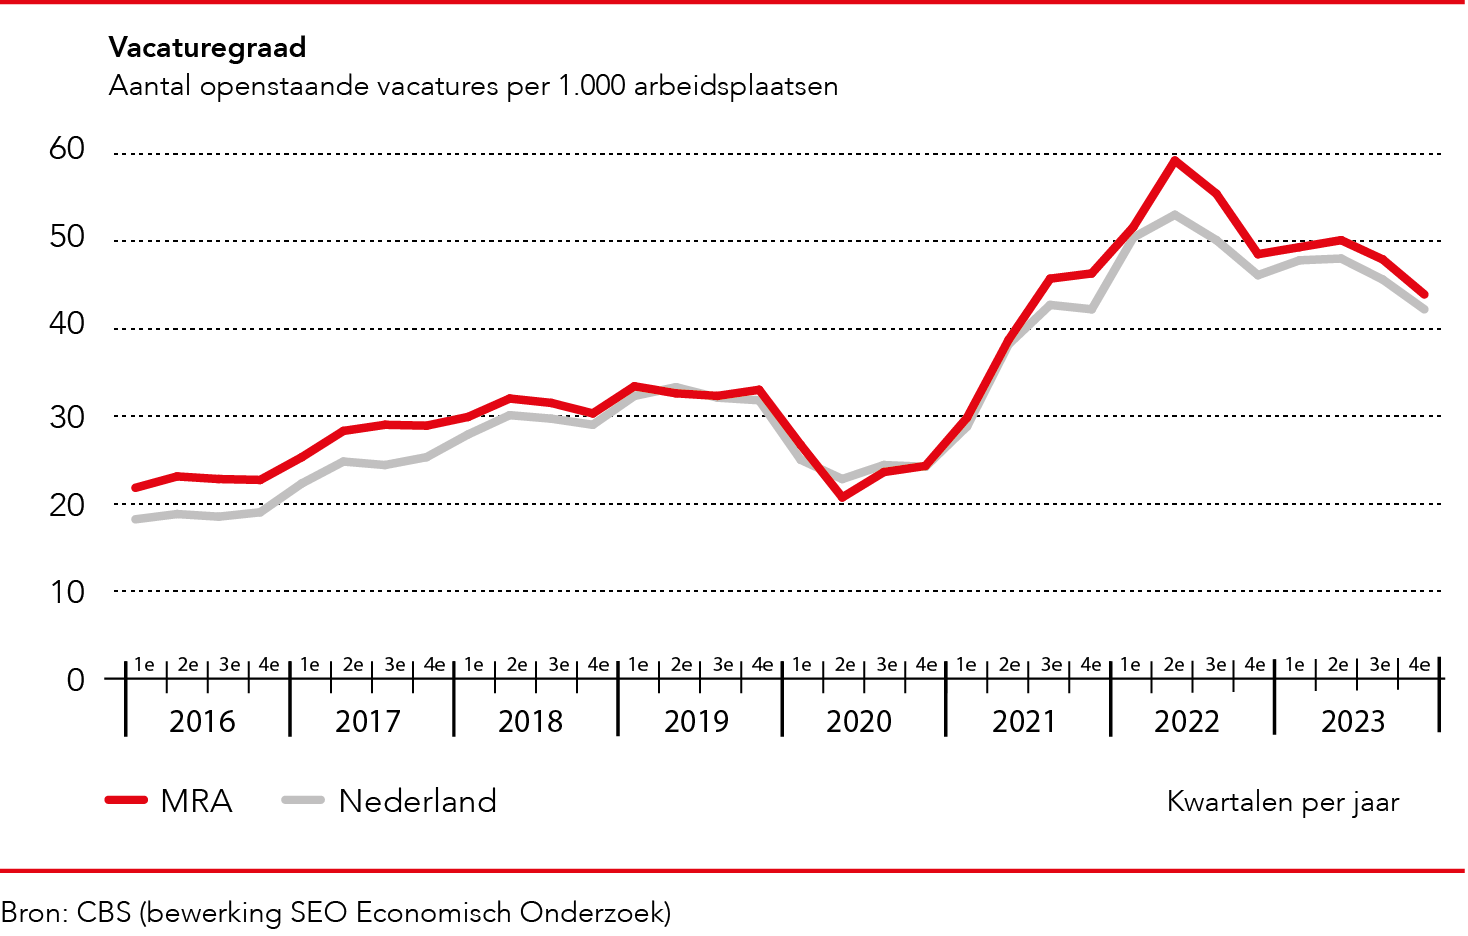 Vacaturegraad
Aantal openstaande vacatures per 1.000 arbeidsplaatsen
60
50
40
30
20
10
0
1e 2e 3e 4e 1e 2e 3e 4e 1e 2e 3e 4e 1e 2e 3e 4e 1e 2e 3e 4e 1e 2e 3e 4e 1e 2e 3e 4e 1e 2e 3e 4e
2016 2017 2018 2019 2020 2021 2022 2023
MRA Nederland Kwartalen per jaar
Bron: CBS (bewerking SEO Economisch Onderzoek)